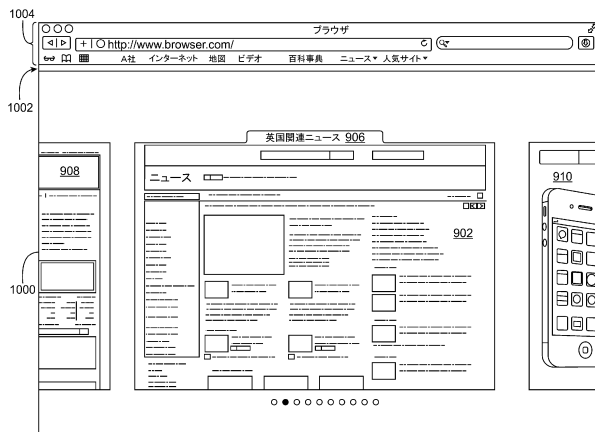 1004
ブラウザ
http://www.browser.com/
A社 インターネット 地図 ビデオ 百科事典 ニュース▼ 人気サイト▼
1002
英国関連ニュース 906
908
ニュース
910
902
1000